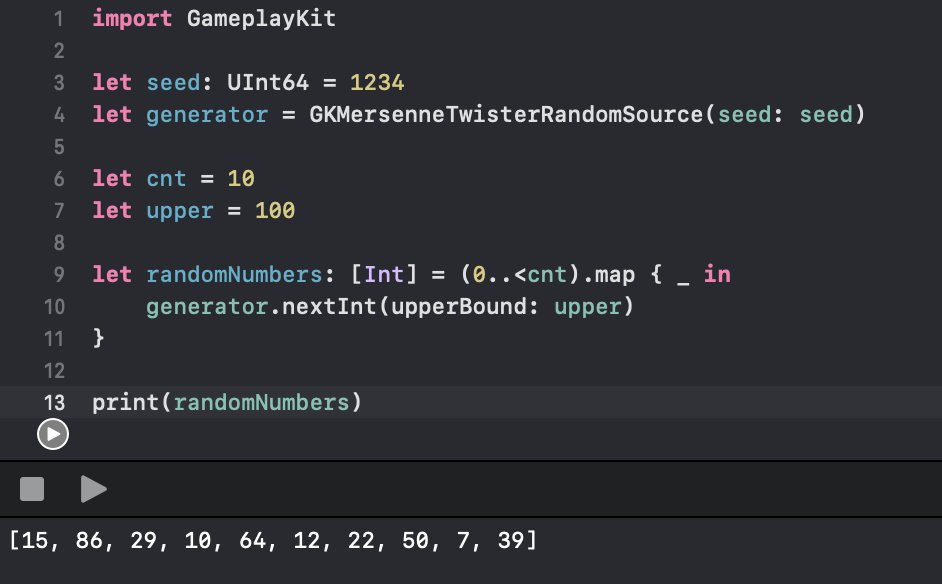 1 import GameplayKit
2
3 let seed: UInt64 = 1234
4 let generator = GKMersenneTwisterRandomSource(seed: seed)
5
6 let cnt = 10
7 let upper = 100
8
9 let randomNumbers: [Int] = (0..<cnt).map { _ in
10     generator.nextInt(upperBound: upper)
11 }
12
13 print(randomNumbers)
[15, 86, 29, 10, 64, 12, 22, 50, 7, 39]